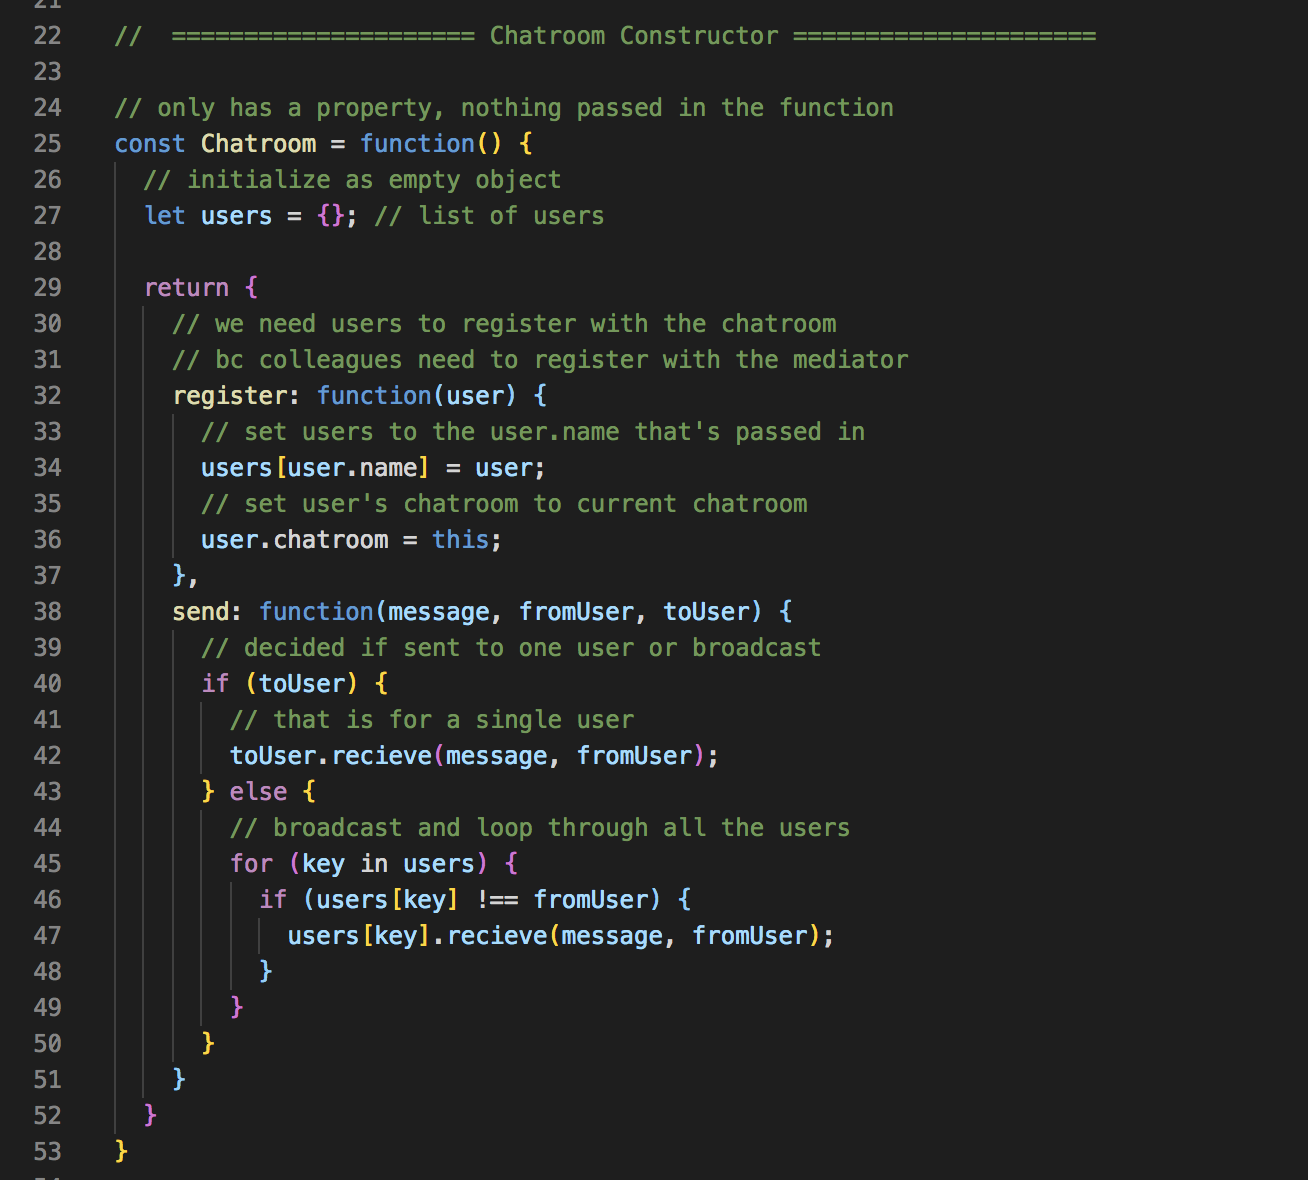 21
22 //  ===================== Chatroom Constructor =====================
23
24 // only has a property, nothing passed in the function
25 const Chatroom = function() {
26   // initialize as empty object
27   let users = {}; // list of users
28
29   return {
30     // we need users to register with the chatroom
31     // bc colleagues need to register with the mediator
32     register: function(user) {
33       // set users to the user.name that's passed in
34       users[user.name] = user;
35       // set user's chatroom to current chatroom
36       user.chatroom = this;
37     },
38     send: function(message, fromUser, toUser) {
39       // decided if sent to one user or broadcast
40       if (toUser) {
41         // that is for a single user
42         toUser.recieve(message, fromUser);
43       } else {
44         // broadcast and loop through all the users
45         for (key in users) {
46           if (users[key] !== fromUser) {
47             users[key].recieve(message, fromUser);
48           }
49         }
50       }
51     }
52   }
53 }